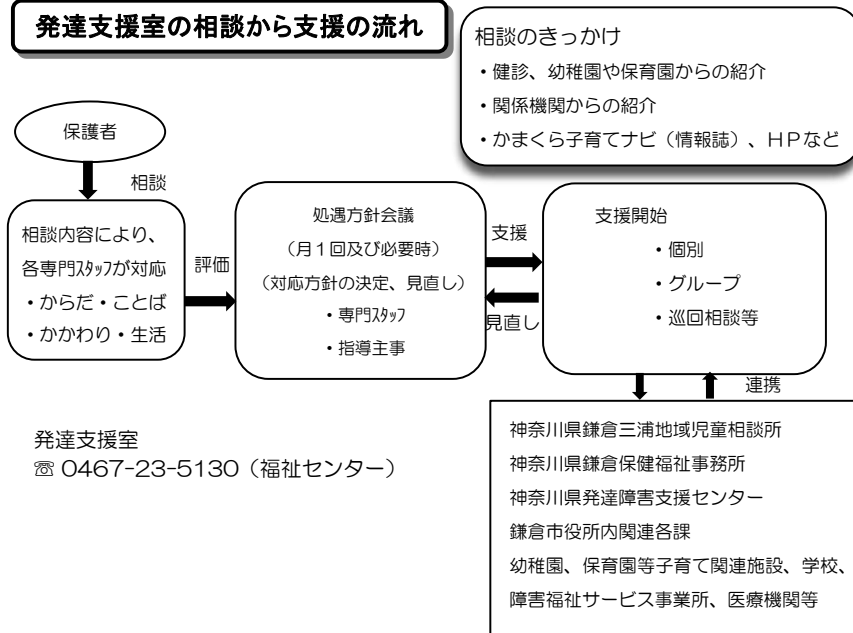 発達支援室の相談から支援の流れ
相談のきっかけ
・健診、幼稚園や保育園からの紹介
・関係機関からの紹介
・かまくら子育てナビ（情報誌）、ＨＰなど
保護者
相談
相談内容により、
各専門ｽﾀｯﾌが対応
・からだ・ことば
・かかわり・生活
評価
処遇方針会議
（月１回及び必要時）
（対応方針の決定、見直し）
・専門ｽﾀｯﾌ
・指導主事
支援
見直し
支援開始
・個別
・グループ
・巡回相談等
連携
神奈川県鎌倉三浦地域児童相談所
神奈川県鎌倉保健福祉事務所
神奈川県発達障害支援センター
鎌倉市役所内関連各課
幼稚園、保育園等子育て関連施設、学校、
障害福祉サービス事業所、医療機関等
発達支援室
☏ 0467-23-5130（福祉センター）